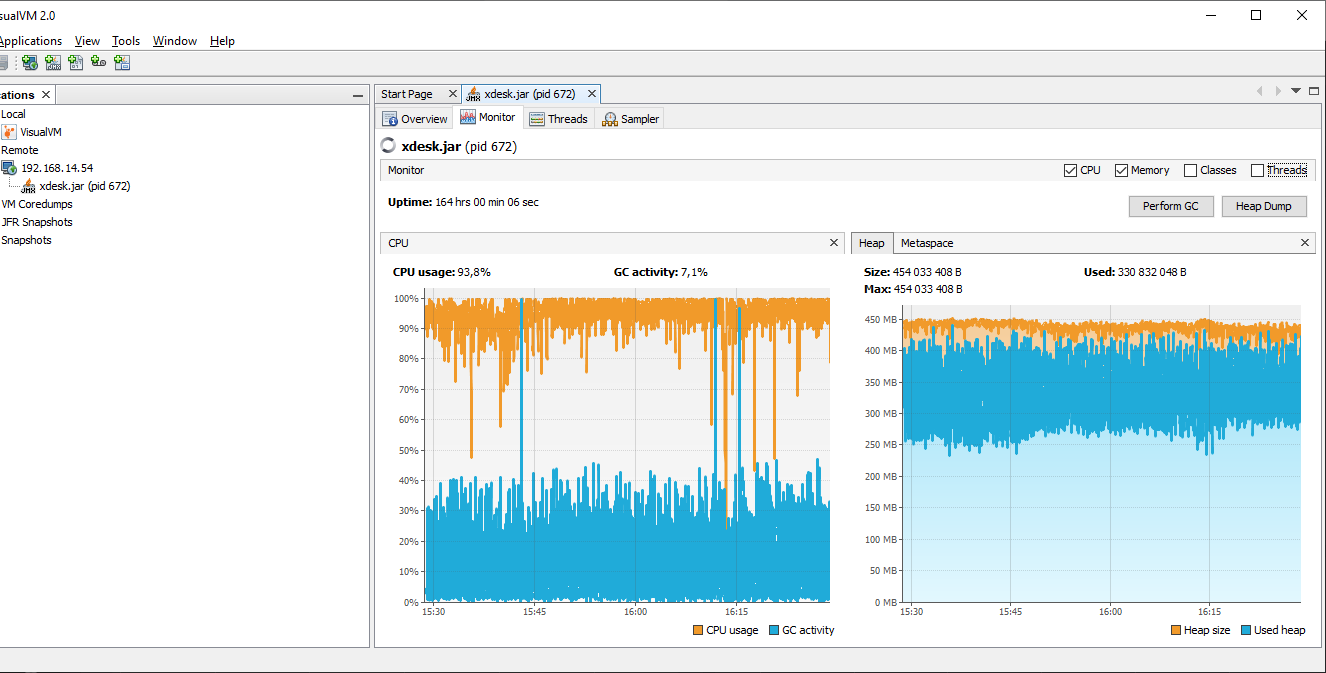 sualVM 2.0
Applications View Tools Window Help
ations
Start Page
xdesk.jar (pid 672)
Local
VisualVM
Remote
192.168.14.54
JMX xdesk.jar (pid 672)
VM Coredumps
JFR Snapshots
Snapshots
Overview Monitor Threads Sampler
xdesk.jar (pid 672)
Monitor
CPU Memory Classes Threads
Uptime: 164 hrs 00 min 06 sec
Perform GC Heap Dump
CPU
CPU usage: 93,8% GC activity: 7,1%
100%
90%
80%
70%
60%
50%
40%
30%
20%
10%
0%
15:30 15:45 16:00 16:15
CPU usage GC activity
Heap Metaspace
Size: 454 033 408 B Used: 330 832 048 B
Max: 454 033 408 B
450 MB
400 MB
350 MB
300 MB
250 MB
200 MB
150 MB
100 MB
50 MB
0 MB
15:30 15:45 16:00 16:15
Heap size Used heap